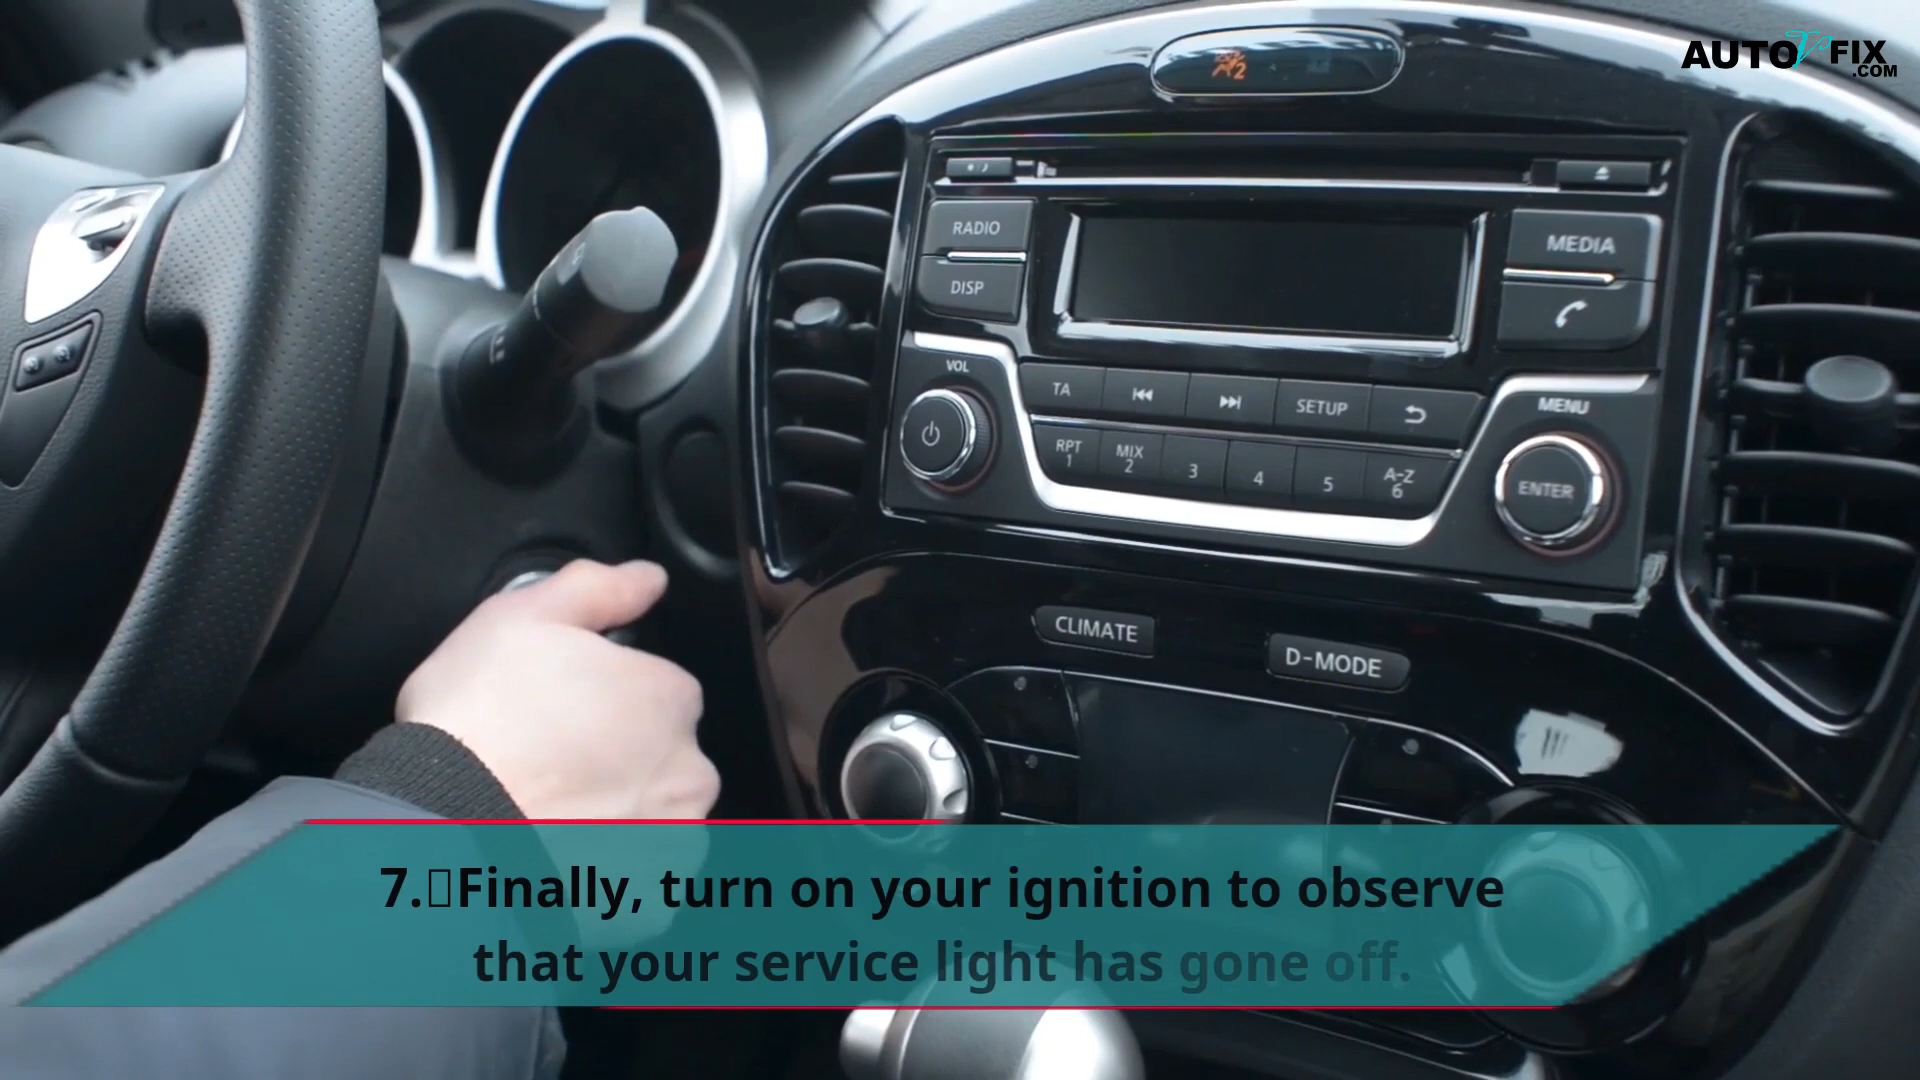 AUTO FIX
.COM
2
RADIO
MEDIA
DISP
VOL
TA
SETUP
MENU
RPT
1
MIX
2
3
4
5
A-Z
6
ENTER
CLIMATE
D-MODE
7. Finally, turn on your ignition to observe
that your service light has gone off.